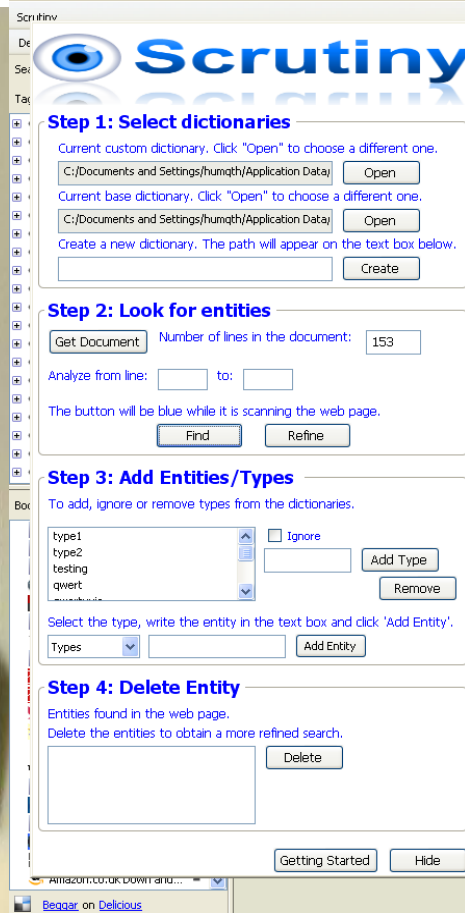 Scrutiny
Scrutiny
Step 1: Select dictionaries
Current custom dictionary. Click "Open" to choose a different one.
C:/Documents and Settings/humqth/Application Data/ Open
Current base dictionary. Click "Open" to choose a different one.
C:/Documents and Settings/humqth/Application Data/ Open
Create a new dictionary. The path will appear on the text box below.
Create
Step 2: Look for entities
Get Document Number of lines in the document: 153
Analyze from line: to:
The button will be blue while it is scanning the web page.
Find Refine
Step 3: Add Entities/Types
To add, ignore or remove types from the dictionaries.
type1 Ignore
type2
testing Add Type
qwert
Remove
Select the type, write the entity in the text box and click 'Add Entity'.
Types Add Entity
Step 4: Delete Entity
Entities found in the web page.
Delete the entities to obtain a more refined search.
Delete
Getting Started Hide
Amazon.co.uk Down and...
Beggar on Delicious